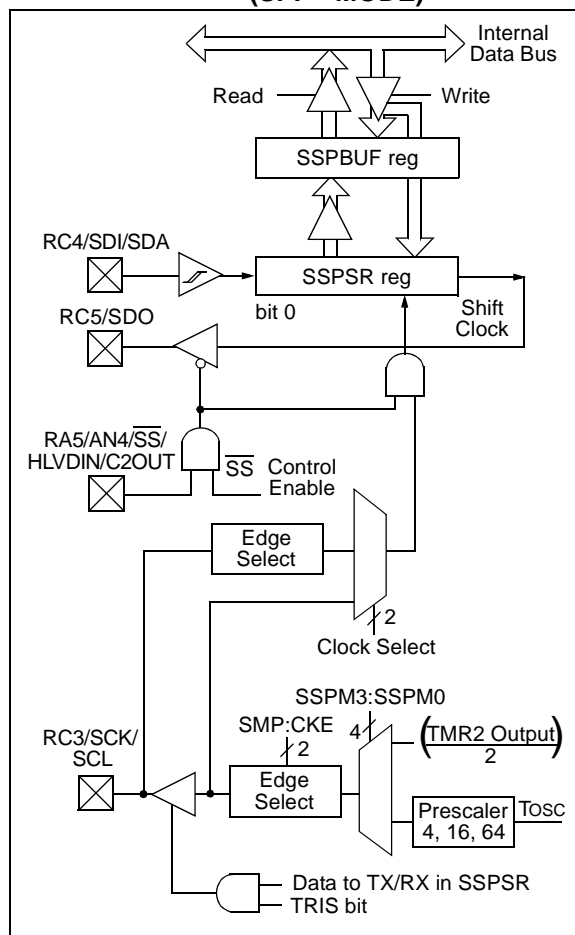 Internal
Data Bus
Read
Write
SSPBUF reg
RC4/SDI/SDA
SSPSR reg
bit 0
Shift
Clock
RC5/SDO
RA5/AN4/SS/
HLVDIN/C2OUT
SS Control
Enable
Edge
Select
2
Clock Select
SSPM3:SSPM0
SMP:CKE
4
(TMR2 Output)
2
2
RC3/SCK/
SCL
Edge
Select
Prescaler
4, 16, 64
TOSC
Data to TX/RX in SSPSR
TRIS bit